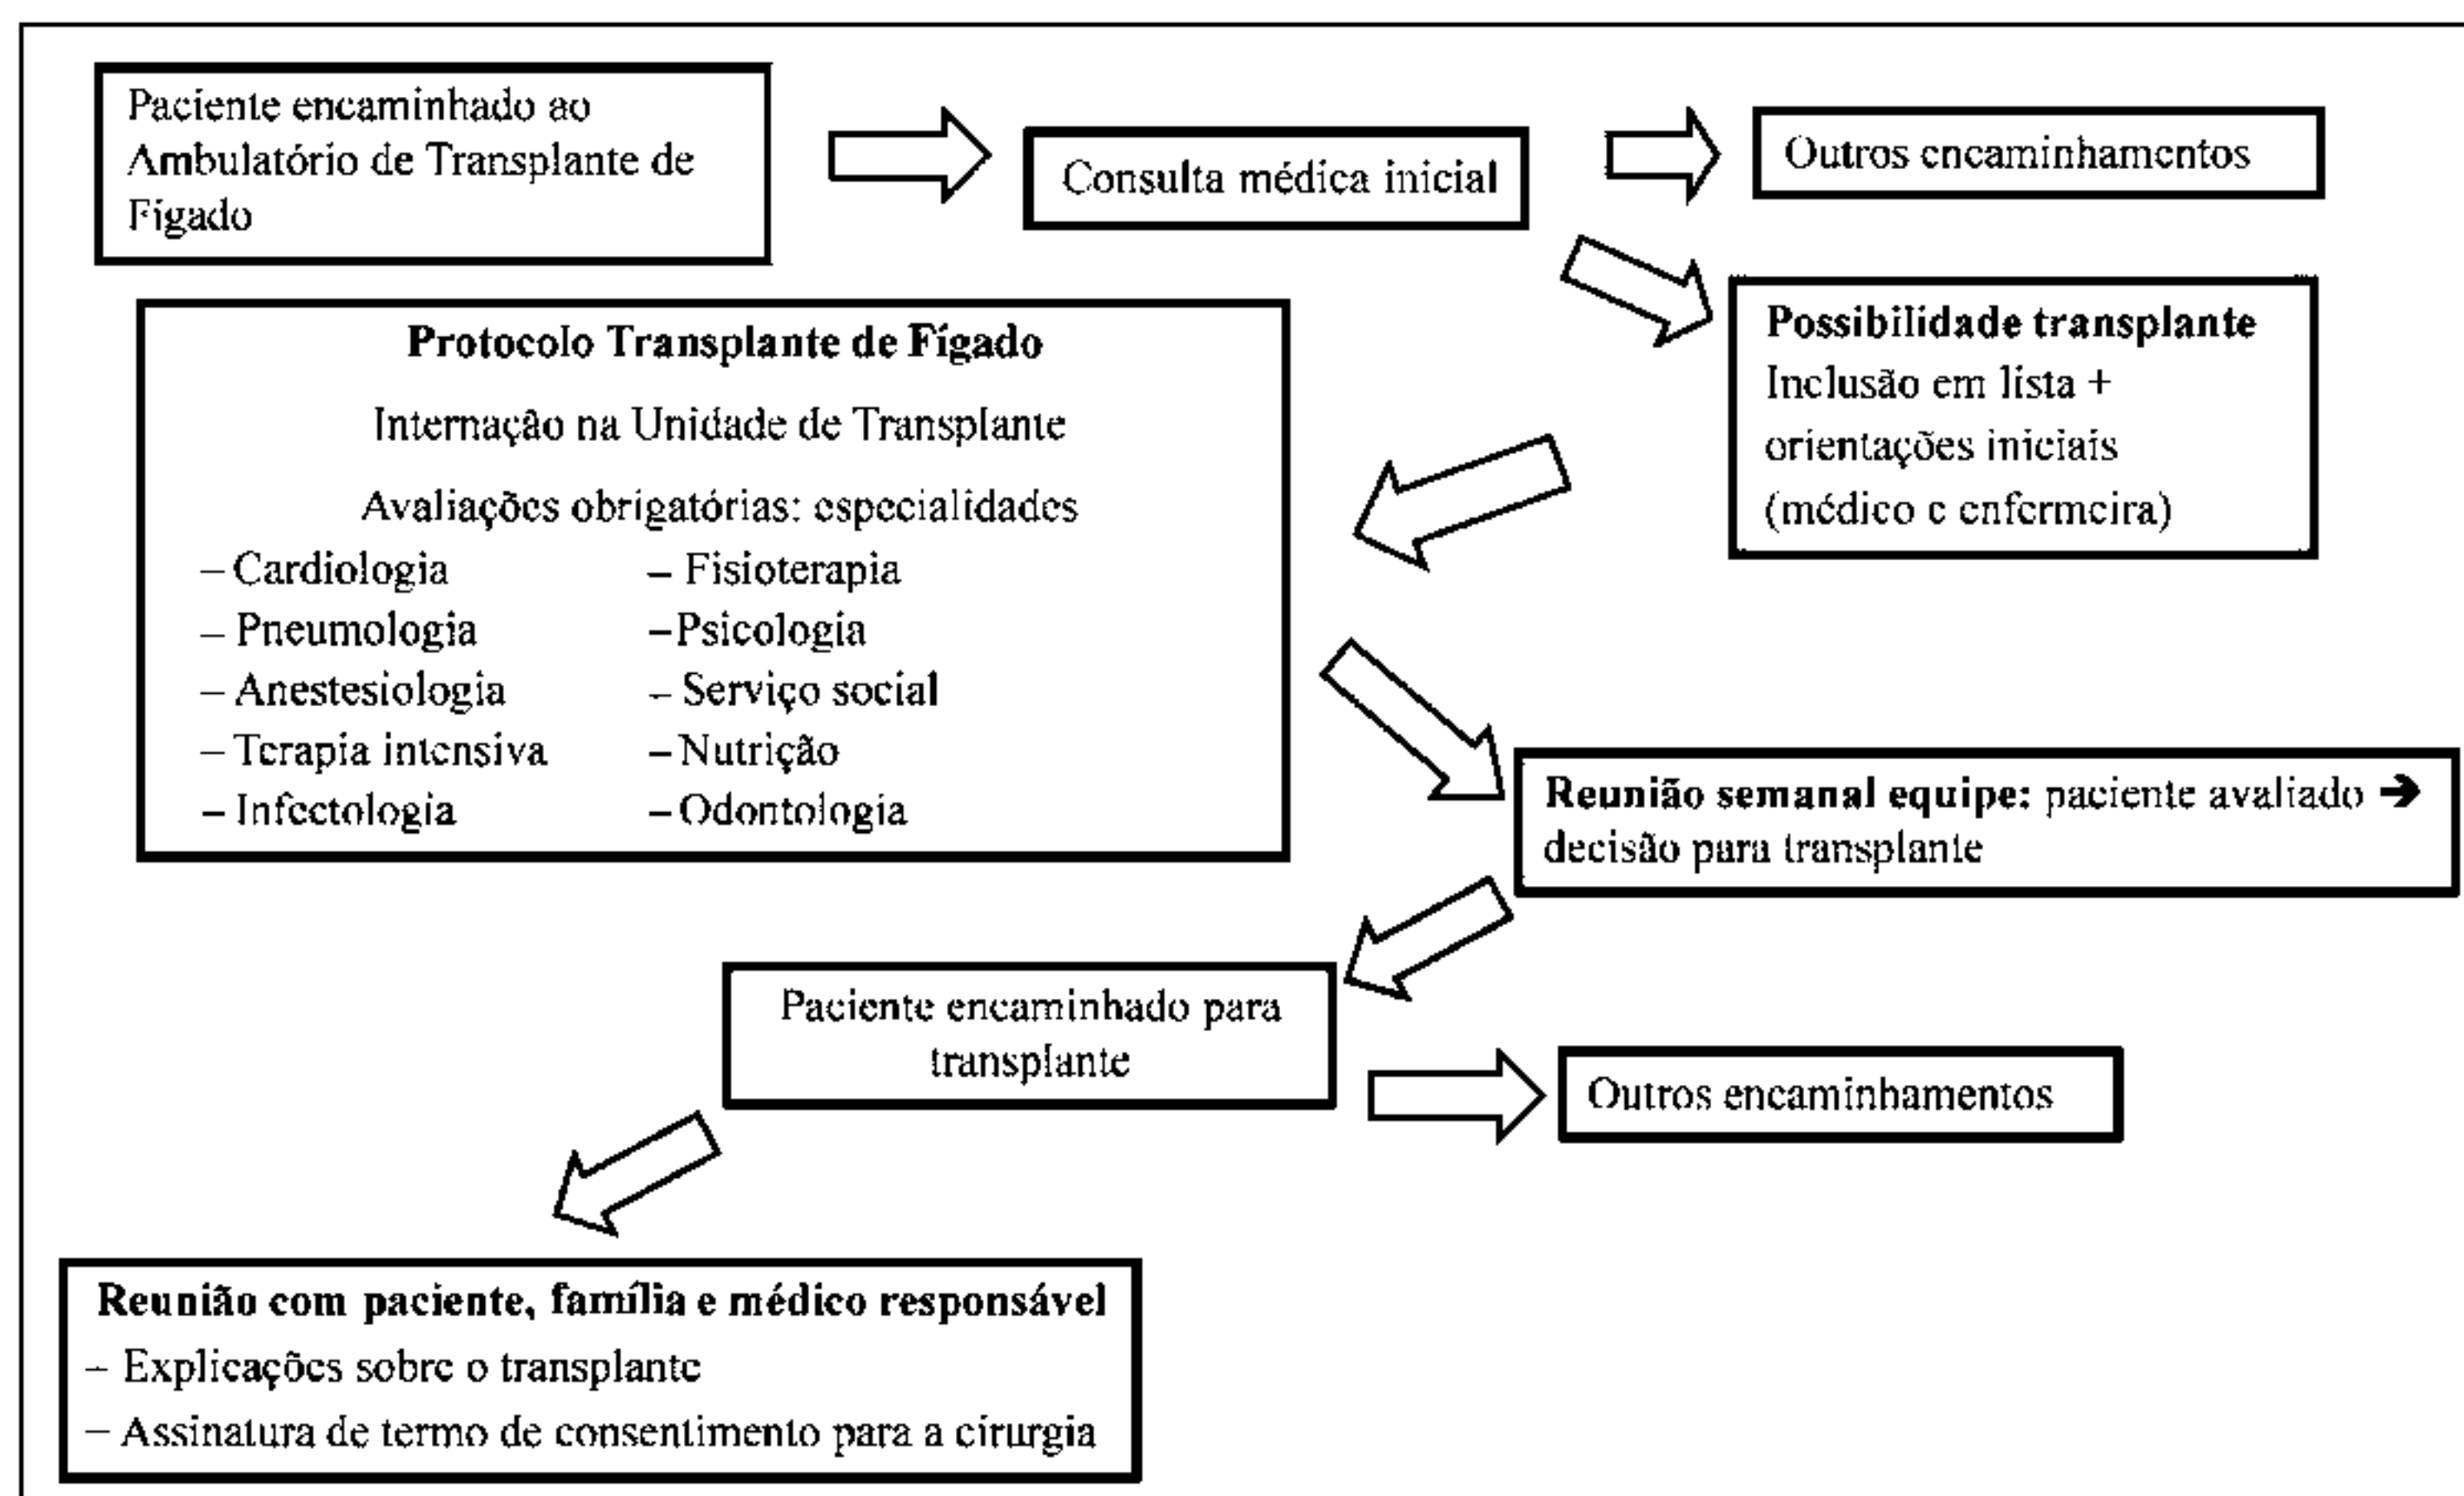 Paciente encaminhado ao
Ambulatório de Transplante de
Fígado
Consulta médica inicial
Outros encaminhamentos
Possibilidade transplante
Inclusão em lista +
orientações iniciais
(médico e enfermeira)
Protocolo Transplante de Fígado
Internação na Unidade de Transplante
Avaliações obrigatórias: especialidades
– Cardiologia – Fisioterapia
– Pneumologia – Psicologia
– Anestesiologia – Serviço social
– Terapia intensiva – Nutrição
– Infectologia – Odontologia
Reunião semanal equipe: paciente avaliado ➔
decisão para transplante
Paciente encaminhado para
transplante
Outros encaminhamentos
Reunião com paciente, família e médico responsável
– Explicações sobre o transplante
– Assinatura de termo de consentimento para a cirurgia